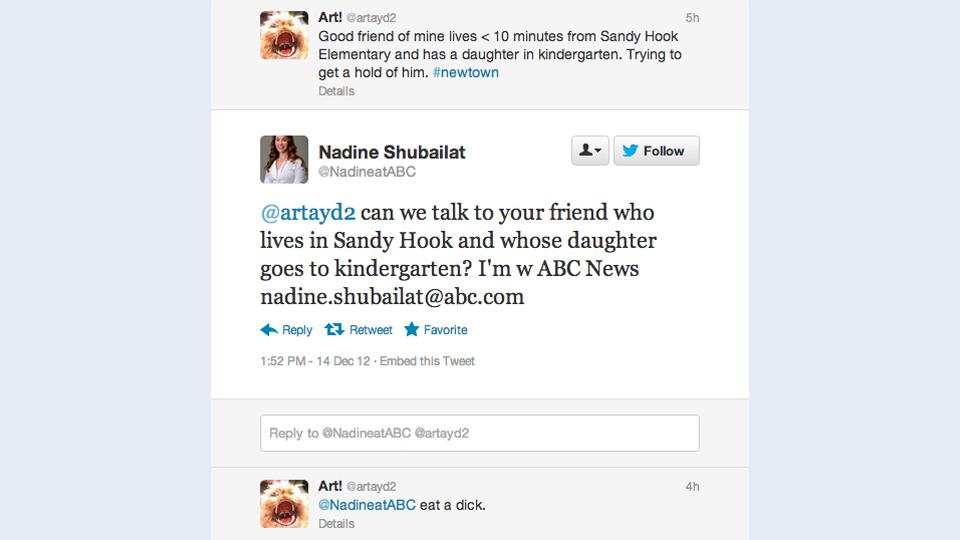 Art! @artayd2 5h
Good friend of mine lives < 10 minutes from Sandy Hook
Elementary and has a daughter in kindergarten. Trying to
get a hold of him. #newtown
Details
Nadine Shubailat
@NadineatABC
Follow
@artayd2 can we talk to your friend who
lives in Sandy Hook and whose daughter
goes to kindergarten? I'm w ABC News
nadine.shubailat@abc.com
Reply Retweet Favorite
1:52 PM - 14 Dec 12 · Embed this Tweet
Reply to @NadineatABC @artayd2
Art! @artayd2 4h
@NadineatABC eat a dick.
Details